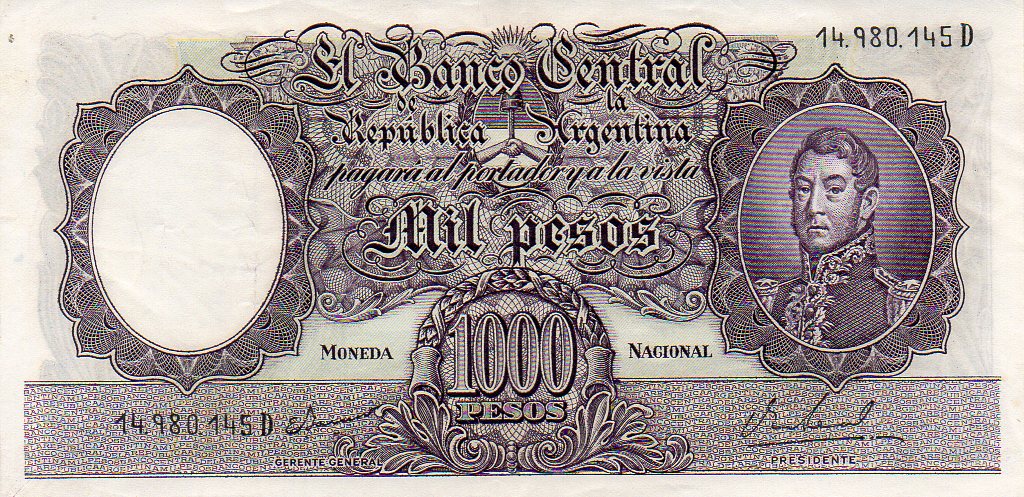 14.980.145 D
El Banco Central
de la
República Argentina
pagará al portador y a la vista
Mil pesos
MONEDA NACIONAL
1000
PESOS
14.980.145 D
GERENTE GENERAL PRESIDENTE